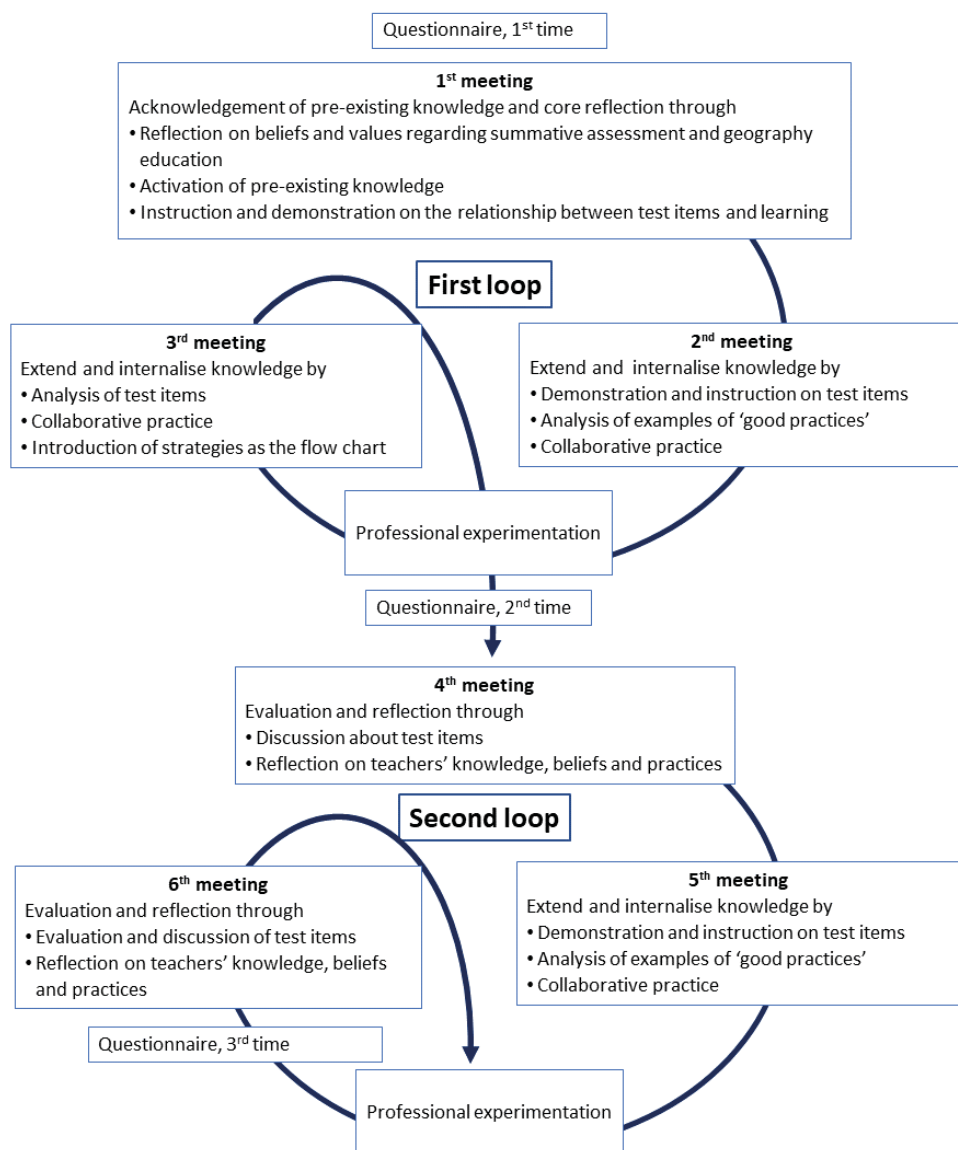 Questionnaire, 1st time
1st meeting
Acknowledgement of pre-existing knowledge and core reflection through
• Reflection on beliefs and values regarding summative assessment and geography
education
• Activation of pre-existing knowledge
• Instruction and demonstration on the relationship between test items and learning
First loop
3rd meeting
Extend and internalise knowledge by
• Analysis of test items
• Collaborative practice
• Introduction of strategies as the flow chart
2nd meeting
Extend and internalise knowledge by
• Demonstration and instruction on test items
• Analysis of examples of ‘good practices’
• Collaborative practice
Professional experimentation
Questionnaire, 2nd time
4th meeting
Evaluation and reflection through
• Discussion about test items
• Reflection on teachers’ knowledge, beliefs and practices
Second loop
6th meeting
Evaluation and reflection through
• Evaluation and discussion of test items
• Reflection on teachers’ knowledge, beliefs
and practices
5th meeting
Extend and internalise knowledge by
• Demonstration and instruction on test items
• Analysis of examples of ‘good practices’
• Collaborative practice
Questionnaire, 3rd time
Professional experimentation